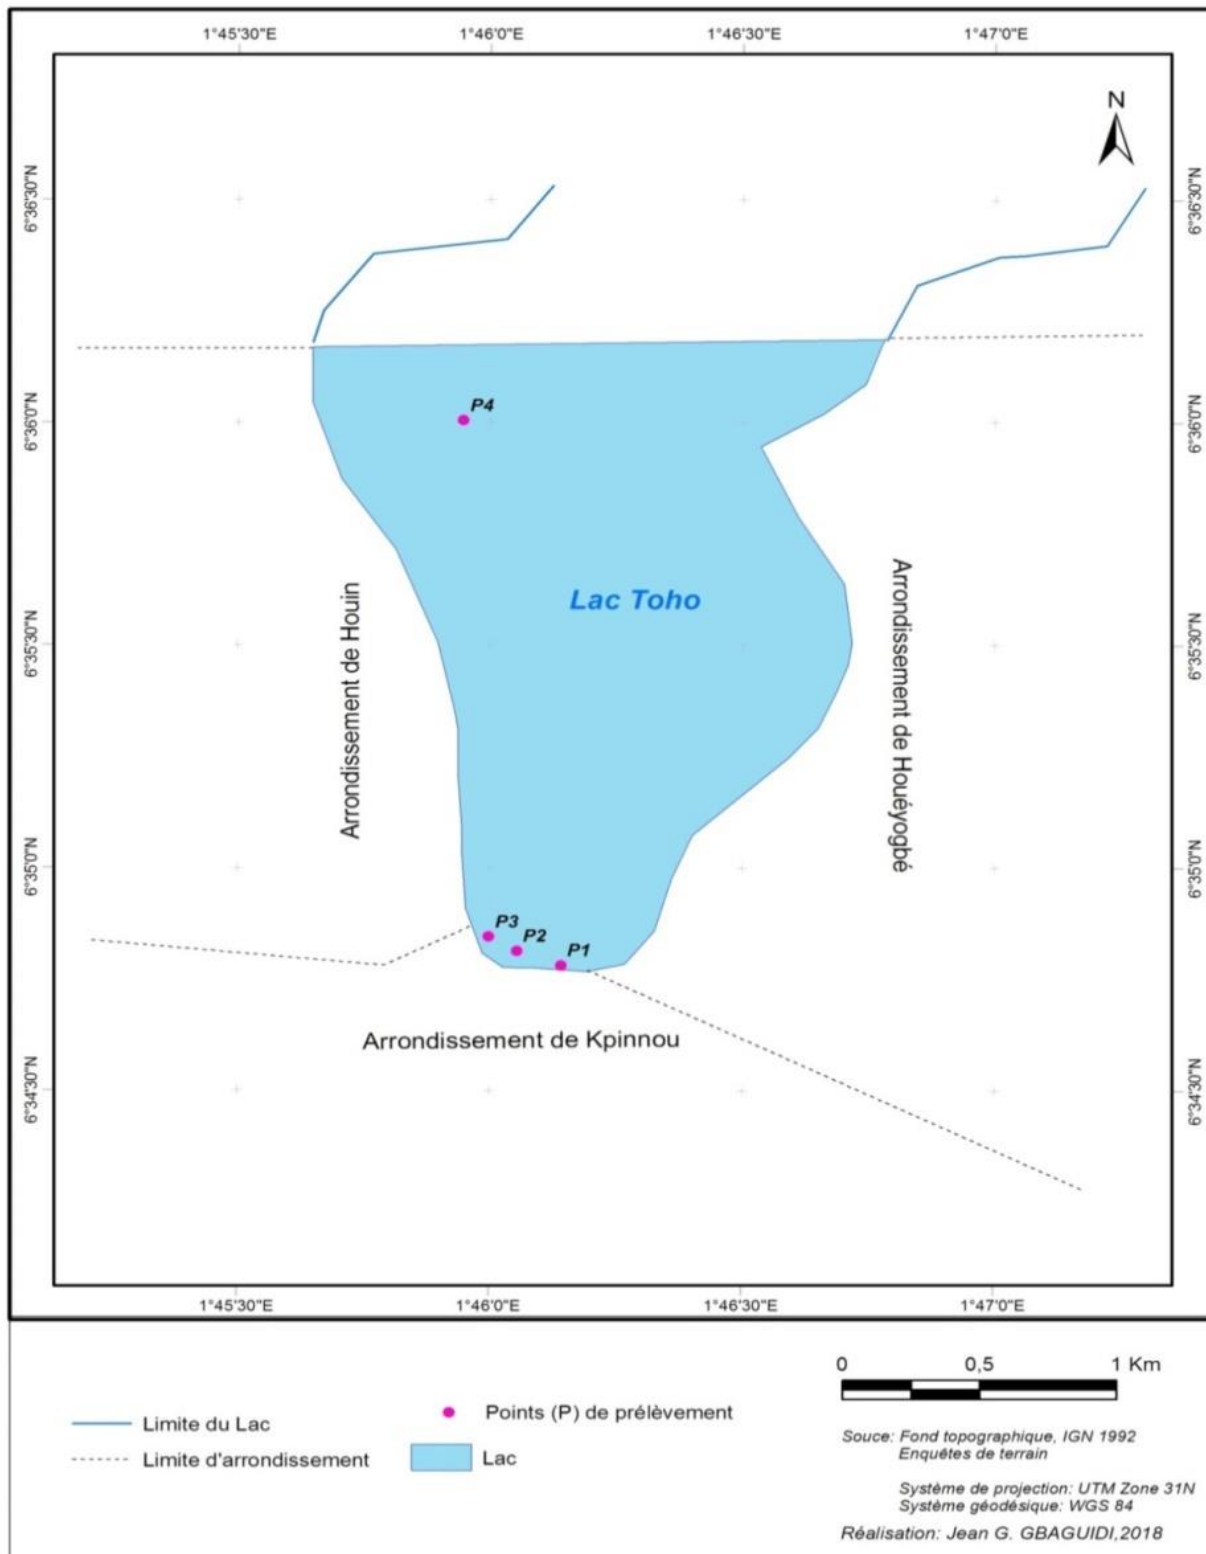 1°45'30"E 1°46'0"E 1°46'30"E 1°47'0"E
N
6°36'30"N 6°36'30"N
P4
6°36'0"N 6°36'0"N
Lac Toho
Arrondissement de Houin
Arrondissement de Houéyogbé
6°35'30"N 6°35'30"N
6°35'0"N 6°35'0"N
P3
P2
P1
Arrondissement de Kpinnou
6°34'30"N 6°34'30"N
1°45'30"E 1°46'0"E 1°46'30"E 1°47'0"E
0 0,5 1 Km
Limite du Lac
Limite d'arrondissement
Points (P) de prélèvement
Lac
Souce: Fond topographique, IGN 1992
Enquêtes de terrain
Système de projection: UTM Zone 31N
Système géodésique: WGS 84
Réalisation: Jean G. GBAGUIDI,2018